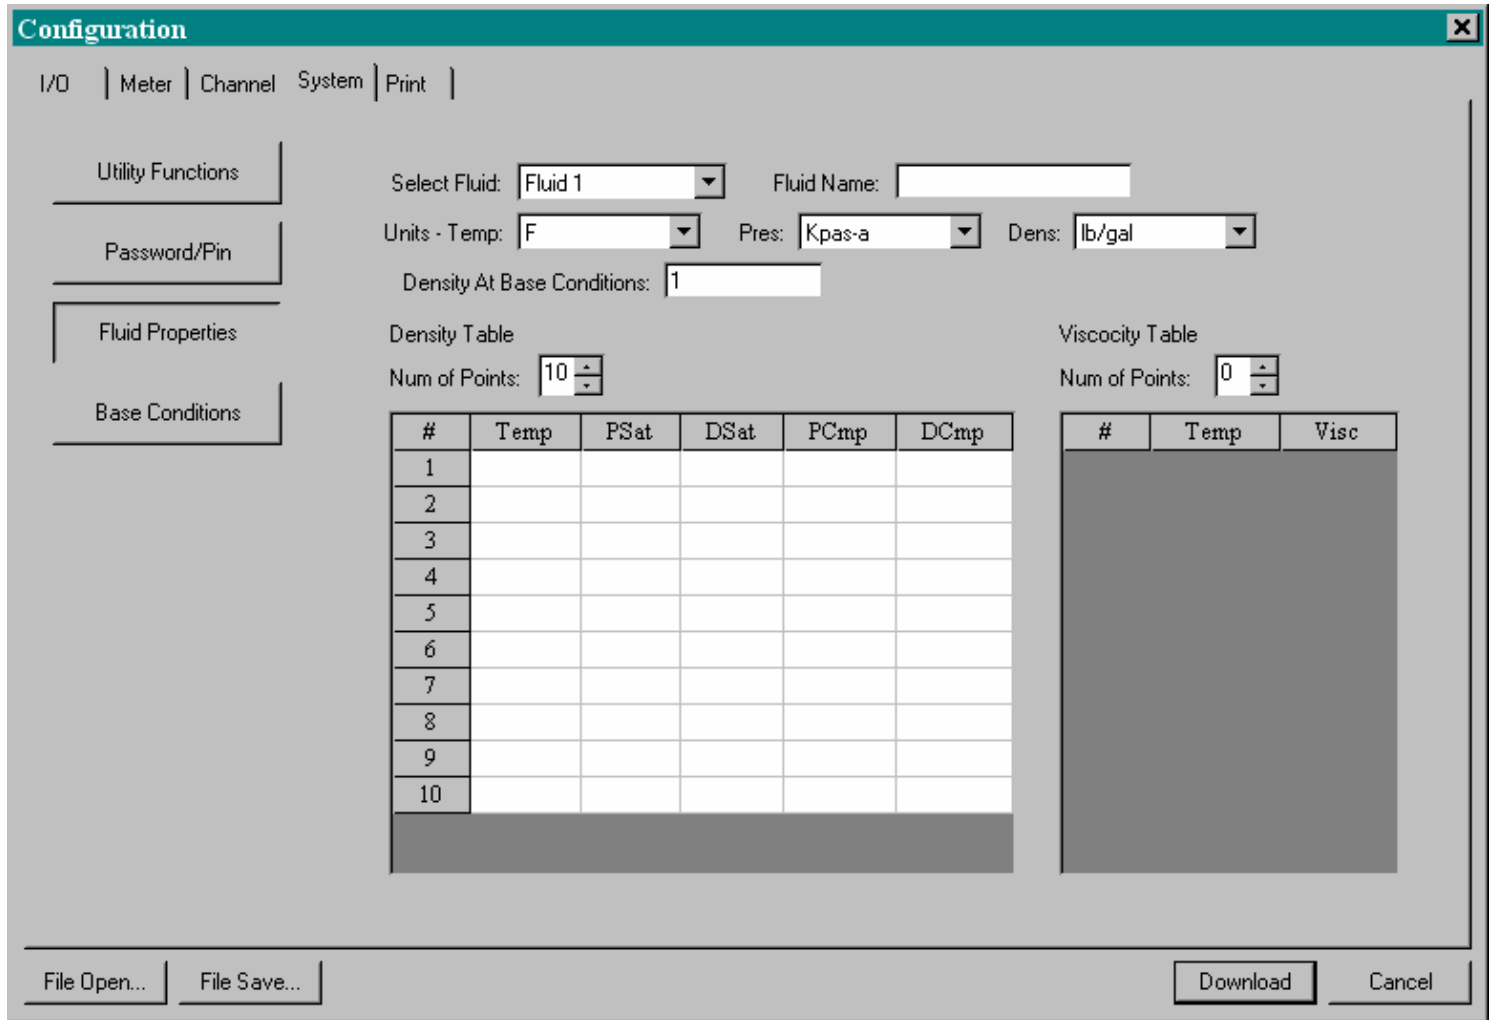 Configuration
I/O Meter Channel System Print
Utility Functions
Password/Pin
Fluid Properties
Base Conditions
Select Fluid: Fluid 1 Fluid Name:
Units - Temp: F Pres: Kpas-a Dens: lb/gal
Density At Base Conditions: 1
Density Table
Num of Points: 10
# Temp PSat DSat PCmp DCmp
1
2
3
4
5
6
7
8
9
10
Viscocity Table
Num of Points: 0
# Temp Visc
File Open... File Save... Download Cancel